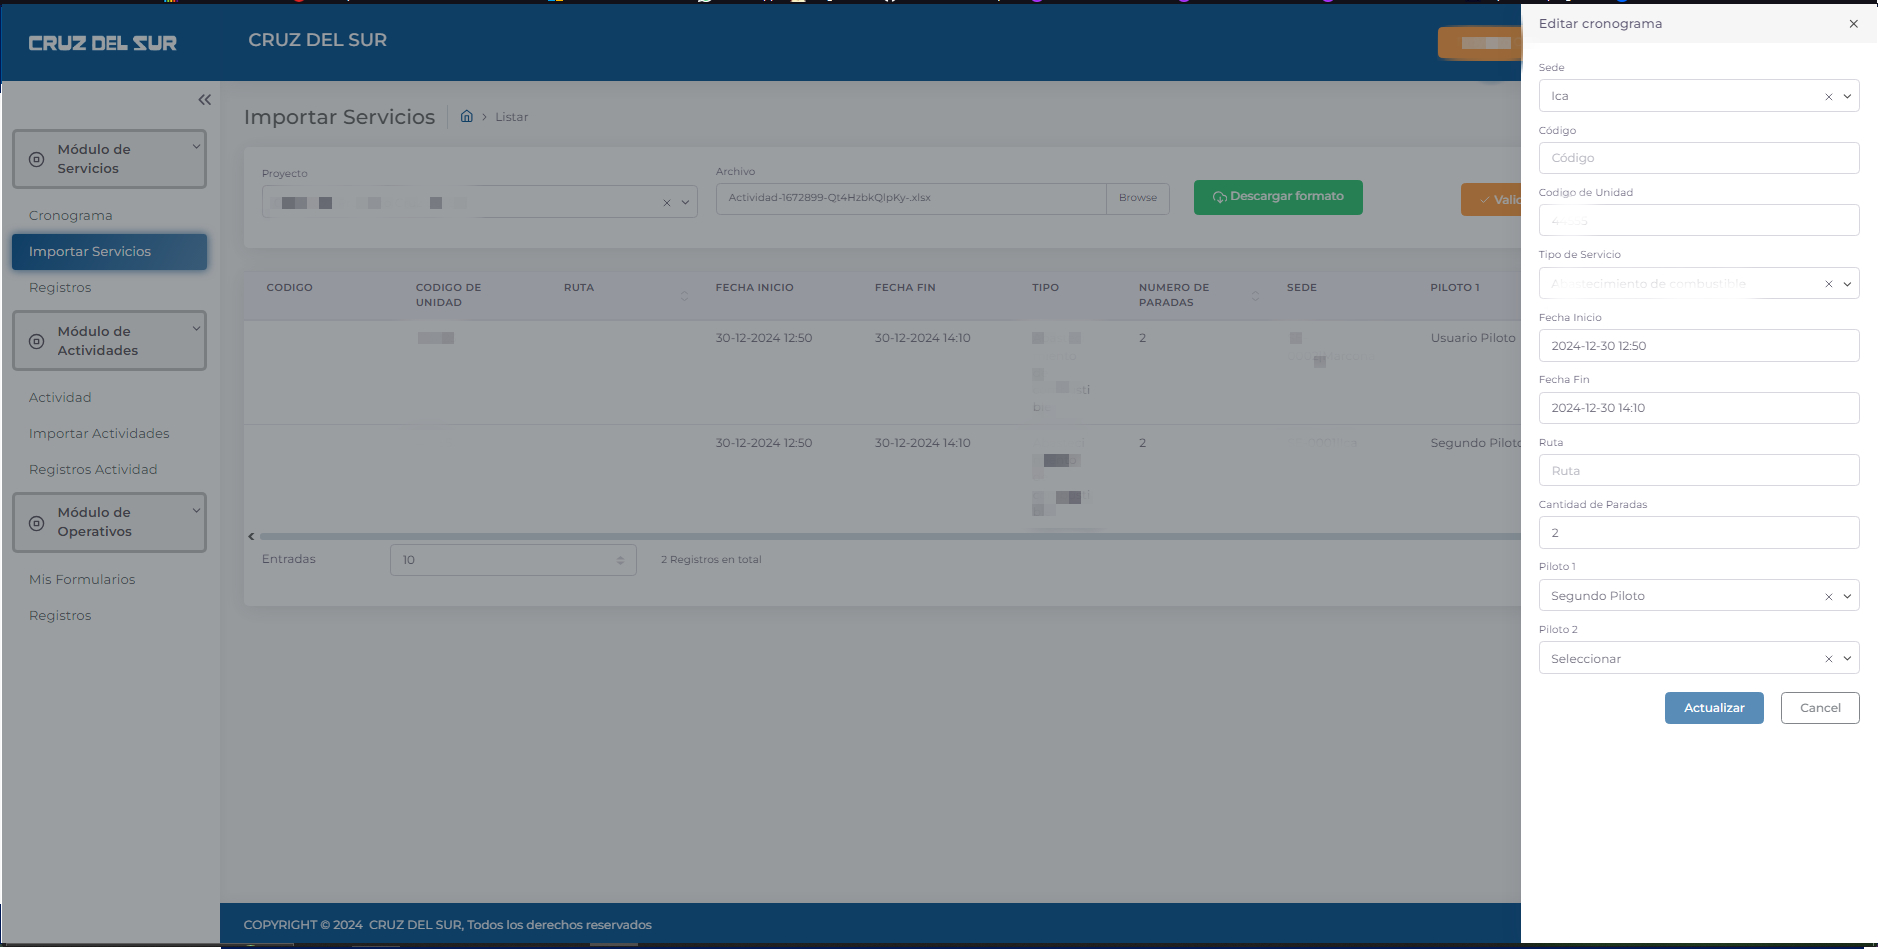 CRUZ DEL SUR
CRUZ DEL SUR
Módulo de
Servicios
Cronograma
Importar Servicios
Registros
Módulo de
Actividades
Actividad
Importar Actividades
Registros Actividad
Módulo de
Operativos
Mis Formularios
Registros
Importar Servicios
> Listar
Proyecto
Archivo
Actividad-1672899-Qt4HzbkQlpKy-.xlsx
Browse
Descargar formato
CODIGO
CODIGO DE
UNIDAD
RUTA
FECHA INICIO
FECHA FIN
TIPO
NUMERO DE
PARADAS
SEDE
PILOTO 1
30-12-2024 12:50
30-12-2024 14:10
2
Usuario Piloto
30-12-2024 12:50
30-12-2024 14:10
2
Segundo Piloto
Entradas
10
2 Registros en total
COPYRIGHT © 2024 CRUZ DEL SUR, Todos los derechos reservados
Editar cronograma
Sede
Ica
Código
Código
Codigo de Unidad
Tipo de Servicio
Abastecimiento de combustible
Fecha Inicio
2024-12-30 12:50
Fecha Fin
2024-12-30 14:10
Ruta
Ruta
Cantidad de Paradas
2
Piloto 1
Segundo Piloto
Piloto 2
Seleccionar
Actualizar
Cancel